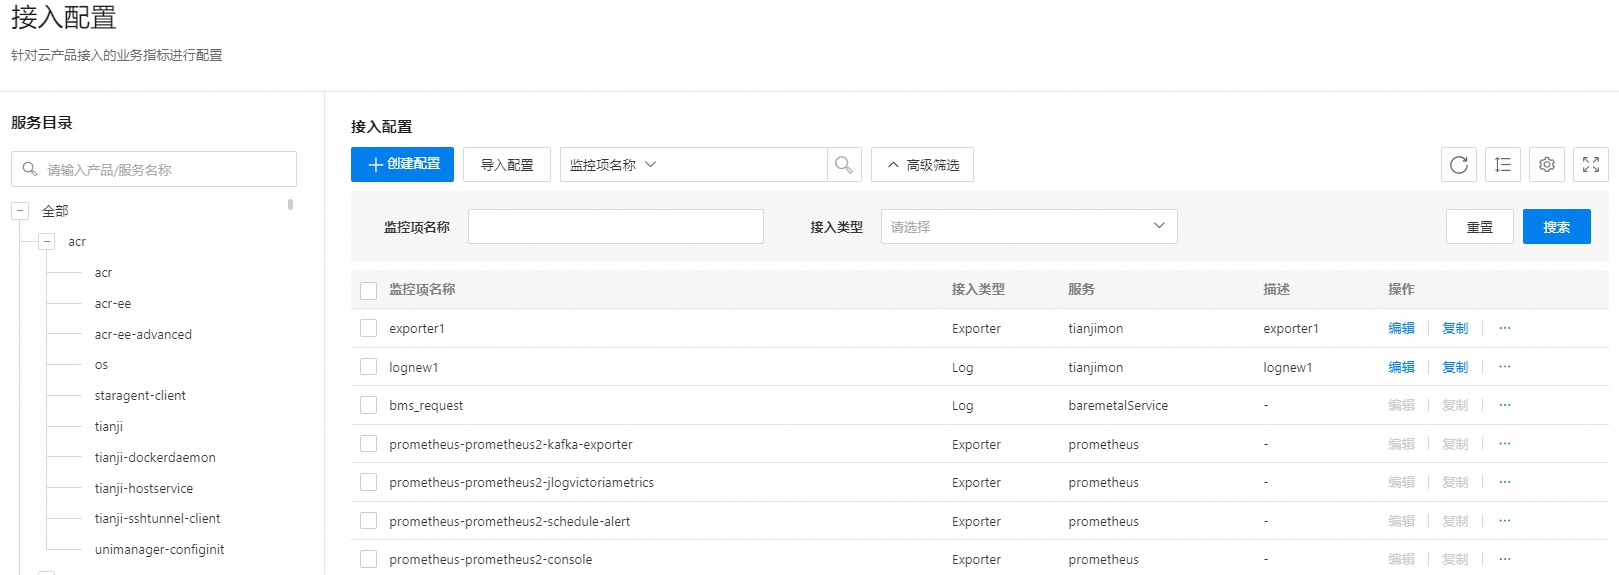 接入配置
针对云产品接入的业务指标进行配置
服务目录
请输入产品/服务名称
全部
acr
acr
acr-ee
acr-ee-advanced
os
staragent-client
tianji
tianji-dockerdaemon
tianji-hostservice
tianji-sshtunnel-client
unimanager-configinit
接入配置
创建配置 导入配置 监控项名称 高级筛选
监控项名称 接入类型 请选择 重置 搜索
监控项名称 接入类型 服务 描述 操作
exporter1 Exporter tianjimon exporter1 编辑 复制 ···
lognew1 Log tianjimon lognew1 编辑 复制 ···
bms_request Log baremetalService - 编辑 复制 ···
prometheus-prometheus2-kafka-exporter Exporter prometheus - 编辑 复制 ···
prometheus-prometheus2-jlogvictoriametrics Exporter prometheus - 编辑 复制 ···
prometheus-prometheus2-schedule-alert Exporter prometheus - 编辑 复制 ···
prometheus-prometheus2-console Exporter prometheus - 编辑 复制 ···